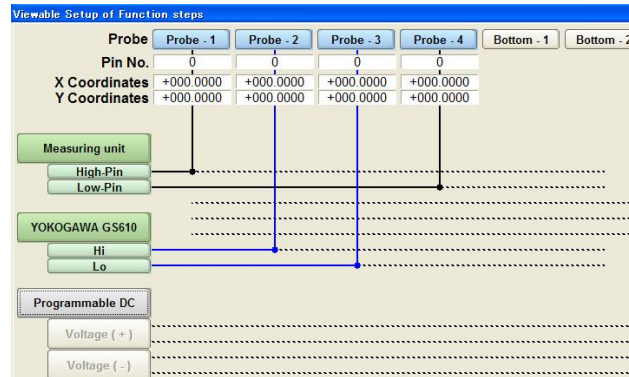 Viewable Setup of Function steps
Probe Probe - 1 Probe - 2 Probe - 3 Probe - 4 Bottom - 1 Bottom - 2
Pin No. 0 0 0 0
X Coordinates +000.0000 +000.0000 +000.0000 +000.0000
Y Coordinates +000.0000 +000.0000 +000.0000 +000.0000
Measuring unit
High-Pin
Low-Pin
YOKOGAWA GS610
Hi
Lo
Programmable DC
Voltage ( + )
Voltage ( - )